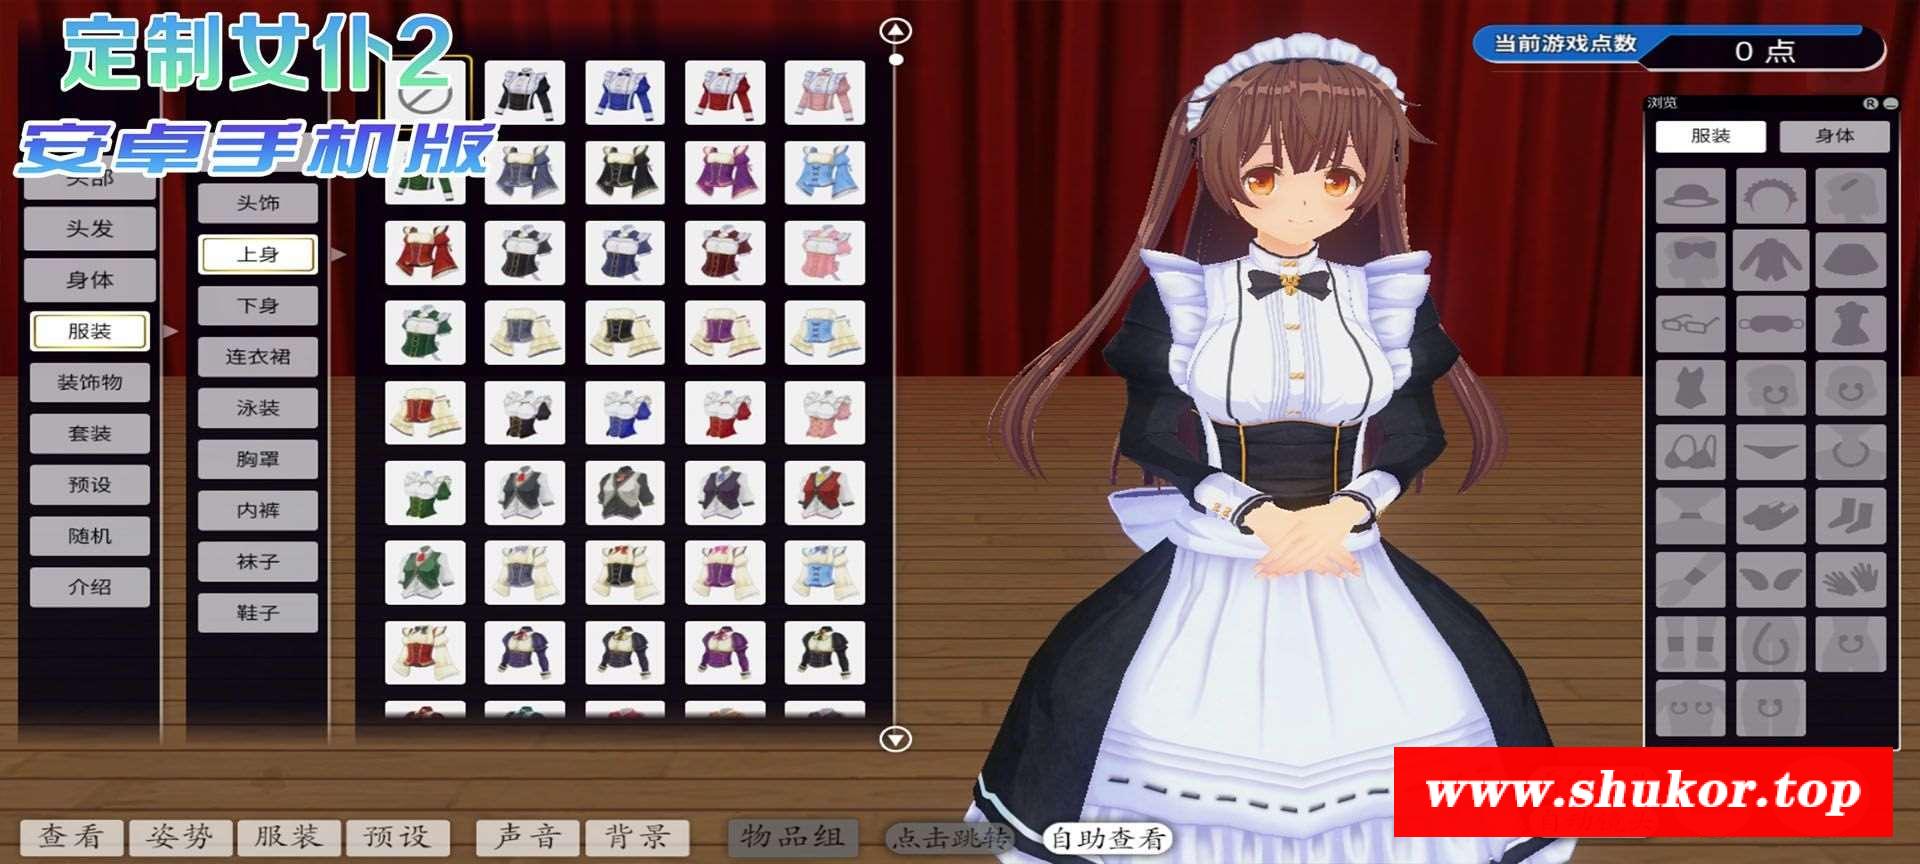 定制女仆2
安卓手机版
头部
头发
身体
服装
装饰物
套装
预设
随机
介绍
头饰
上身
下身
连衣裙
泳装
胸罩
内裤
袜子
鞋子
当前游戏点数
0 点
浏览
R
服装
身体
www.shukor.top
查看
姿势
服装
预设
声音
背景
物品组
点击跳转
自助查看